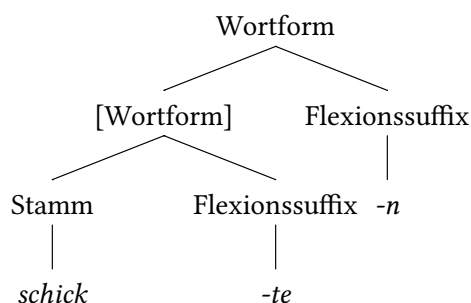 Wortform
[Wortform] Flexionssuffix
Stamm Flexionssuffix -n
schick -te